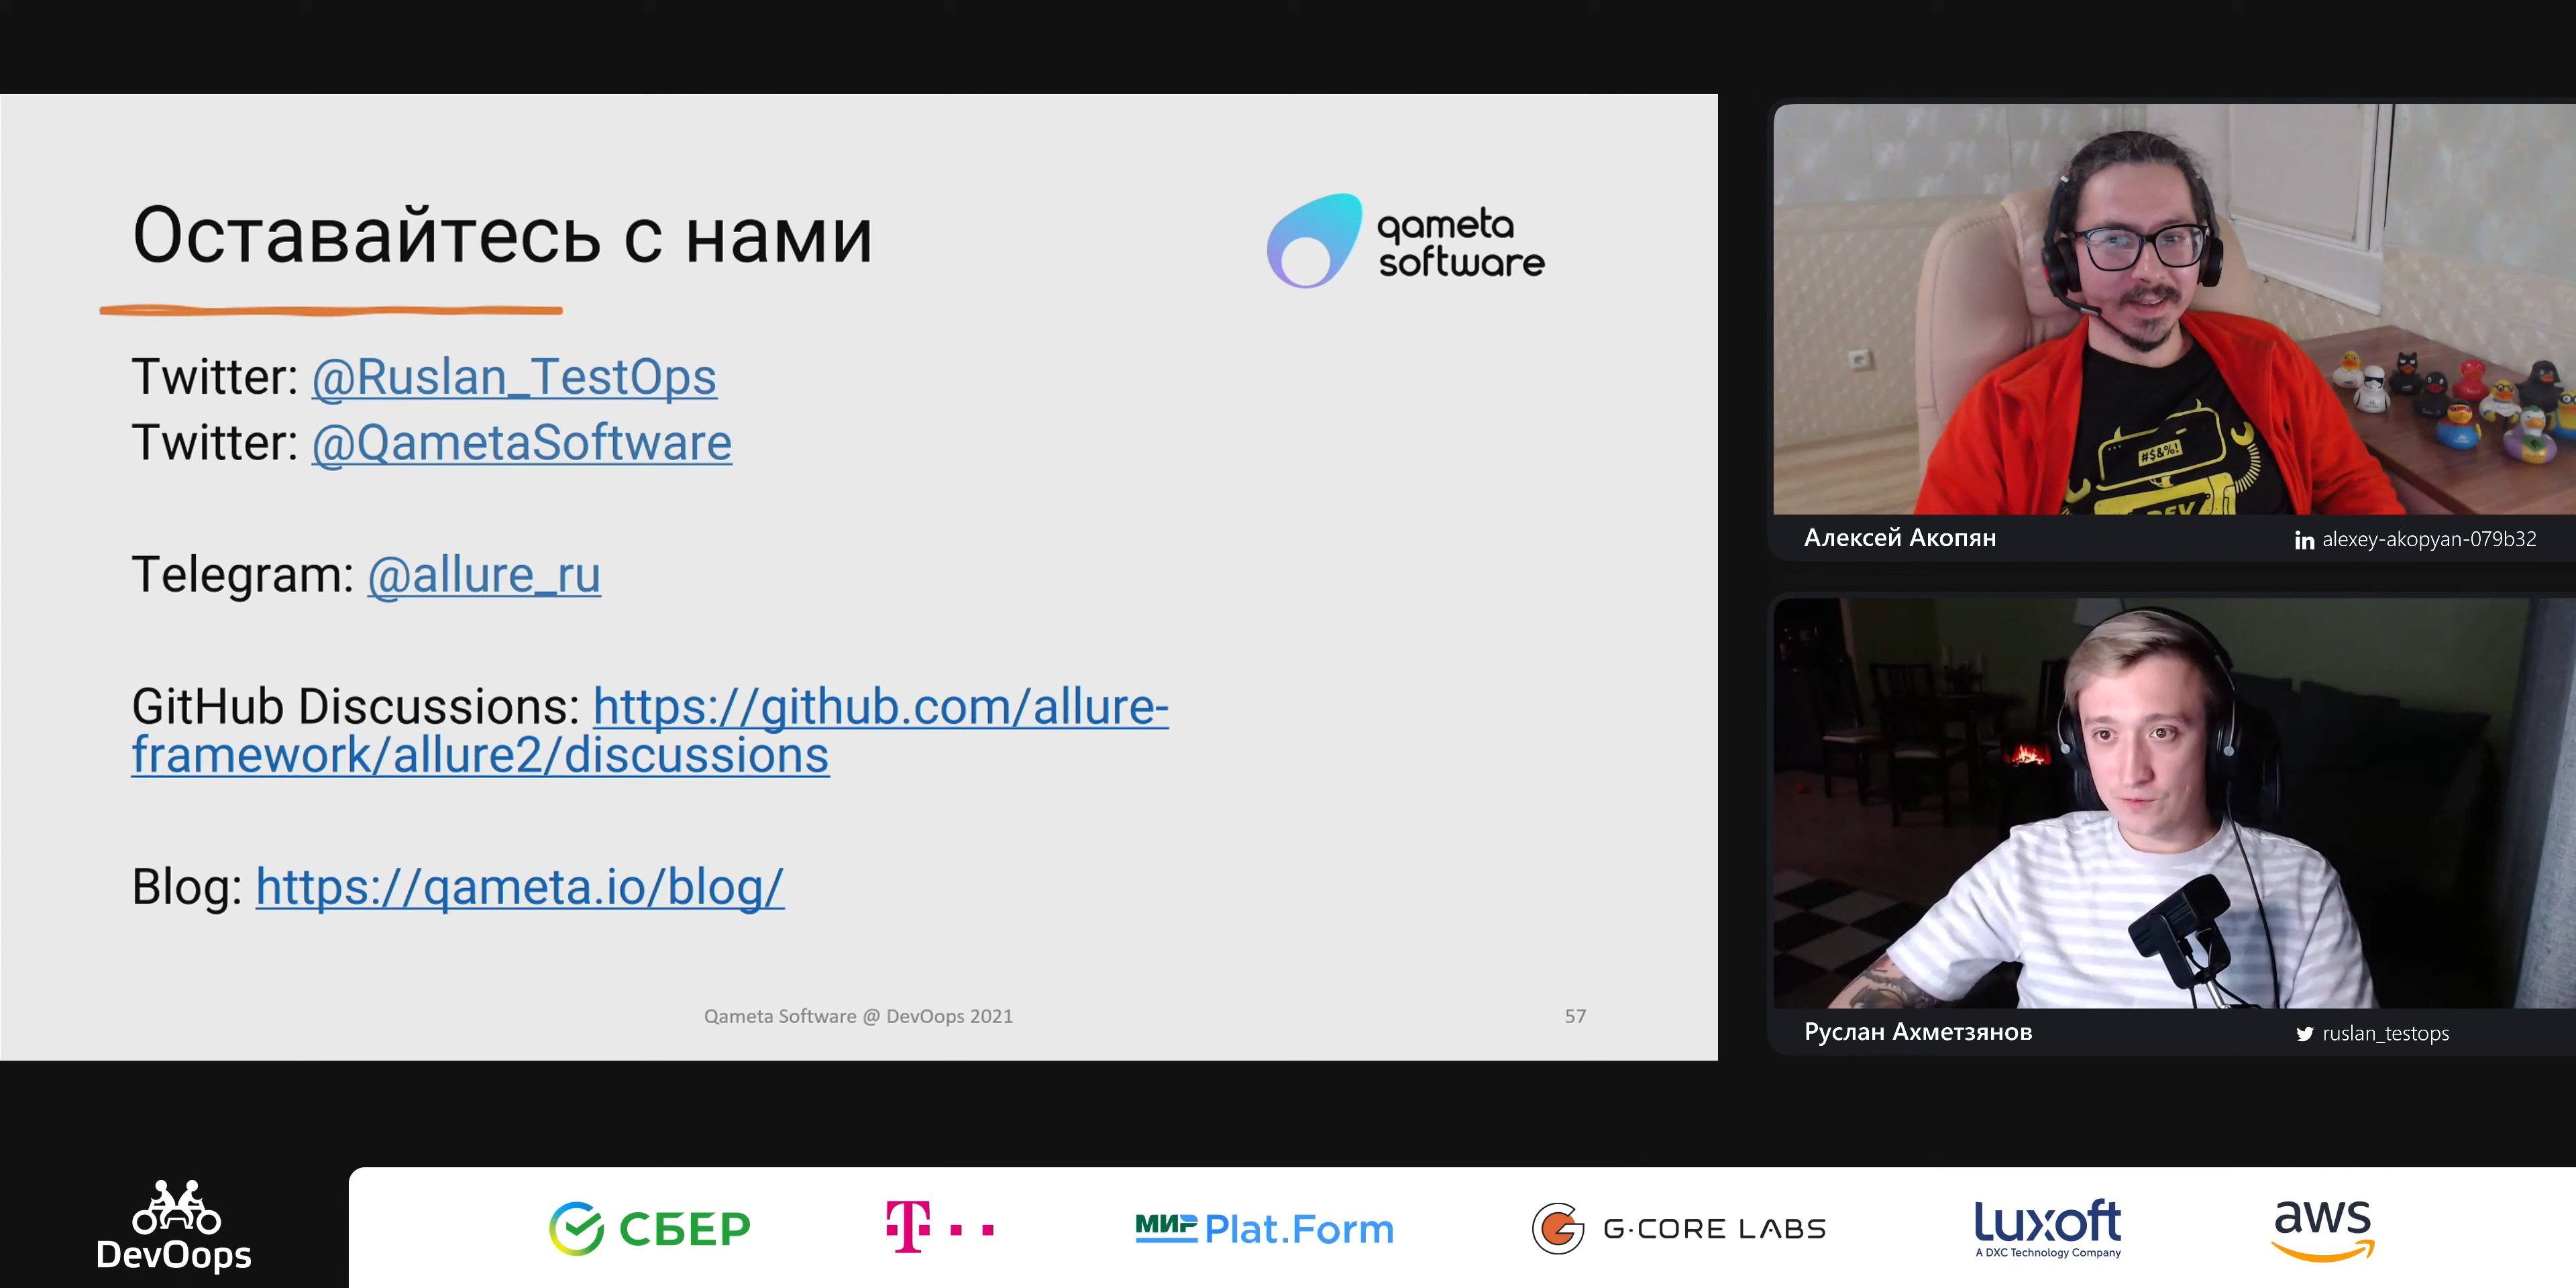 Оставайтесь с нами
qameta
software
Twitter: @Ruslan_TestOps
Twitter: @QametaSoftware
Telegram: @allure_ru
GitHub Discussions: https://github.com/allure-
framework/allure2/discussions
Blog: https://qameta.io/blog/
Qameta Software @ DevOops 2021
57
#$&%!
DEV
Алексей Акопян
in alexey-akopyan-079b32
Руслан Ахметзянов
ruslan_testops
DevOops
СБЕР
T
МИР Plat.Form
G·CORE LABS
luxoft
A DXC Technology Company
aws